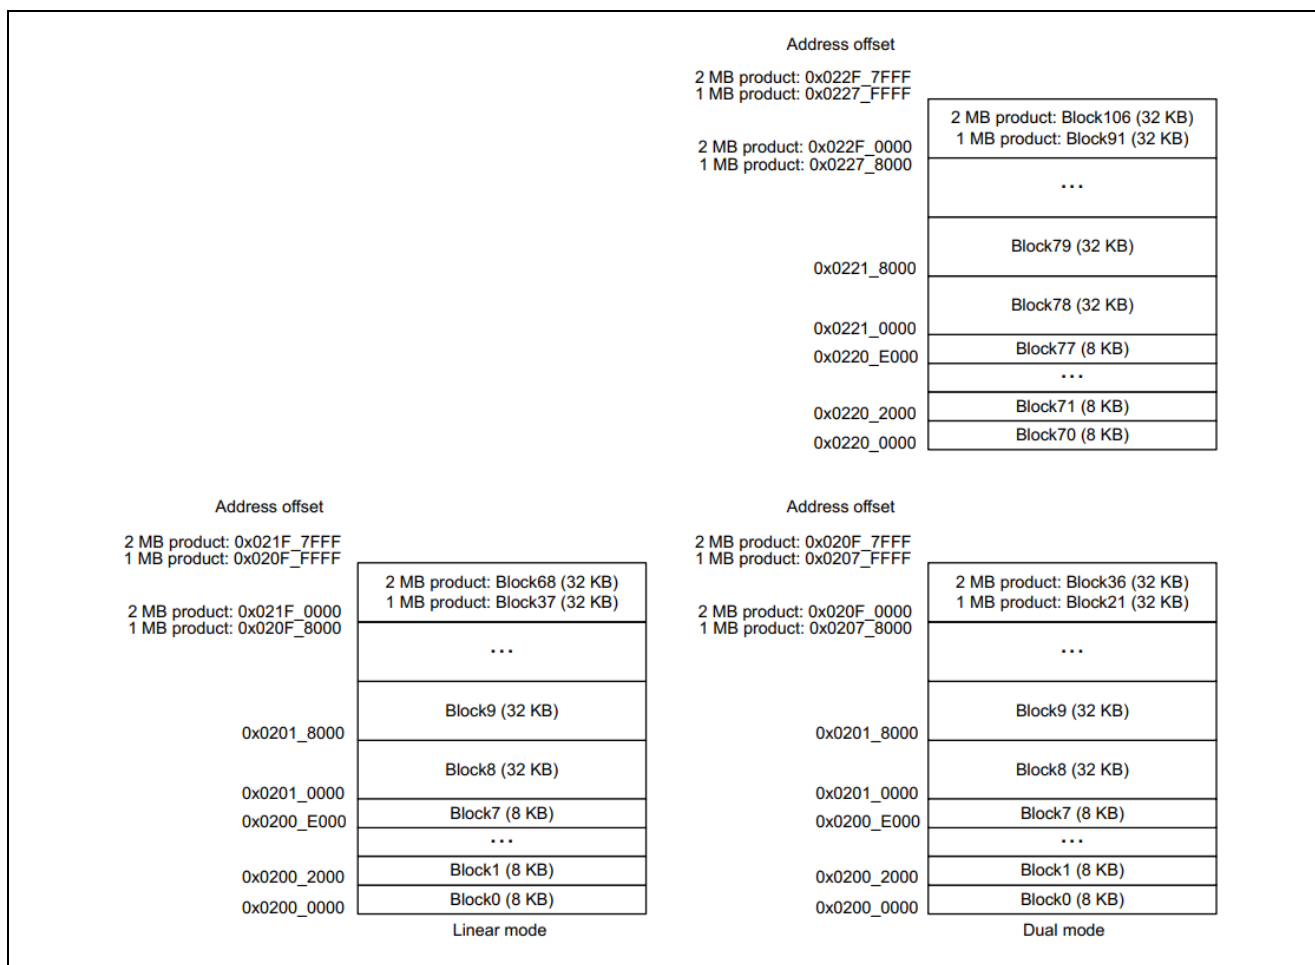 Address offset
2 MB product: 0x022F_7FFF
1 MB product: 0x0227_FFFF
2 MB product: Block106 (32 KB)
1 MB product: Block91 (32 KB)
2 MB product: 0x022F_0000
1 MB product: 0x0227_8000
...
Block79 (32 KB)
0x0221_8000
Block78 (32 KB)
0x0221_0000
Block77 (8 KB)
0x0220_E000
...
Block71 (8 KB)
0x0220_2000
Block70 (8 KB)
0x0220_0000
Address offset
2 MB product: 0x021F_7FFF
1 MB product: 0x020F_FFFF
2 MB product: Block68 (32 KB)
1 MB product: Block37 (32 KB)
2 MB product: 0x021F_0000
1 MB product: 0x020F_8000
...
Block9 (32 KB)
0x0201_8000
Block8 (32 KB)
0x0201_0000
Block7 (8 KB)
0x0200_E000
...
Block1 (8 KB)
0x0200_2000
Block0 (8 KB)
0x0200_0000
Linear mode
Address offset
2 MB product: 0x020F_7FFF
1 MB product: 0x0207_FFFF
2 MB product: Block36 (32 KB)
1 MB product: Block21 (32 KB)
2 MB product: 0x020F_0000
1 MB product: 0x0207_8000
...
Block9 (32 KB)
0x0201_8000
Block8 (32 KB)
0x0201_0000
Block7 (8 KB)
0x0200_E000
...
Block1 (8 KB)
0x0200_2000
Block0 (8 KB)
0x0200_0000
Dual mode